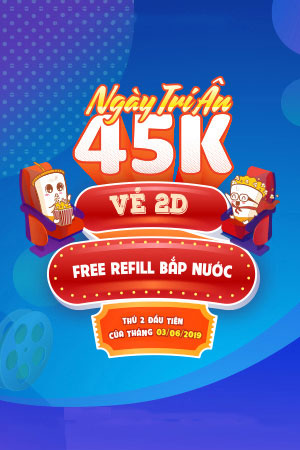 Ngày Tri Ân
45K
VÉ 2D
FREE REFILL BẮP NƯỚC
THỨ 2 ĐẦU TIÊN
CỦA THÁNG 03/06/2019